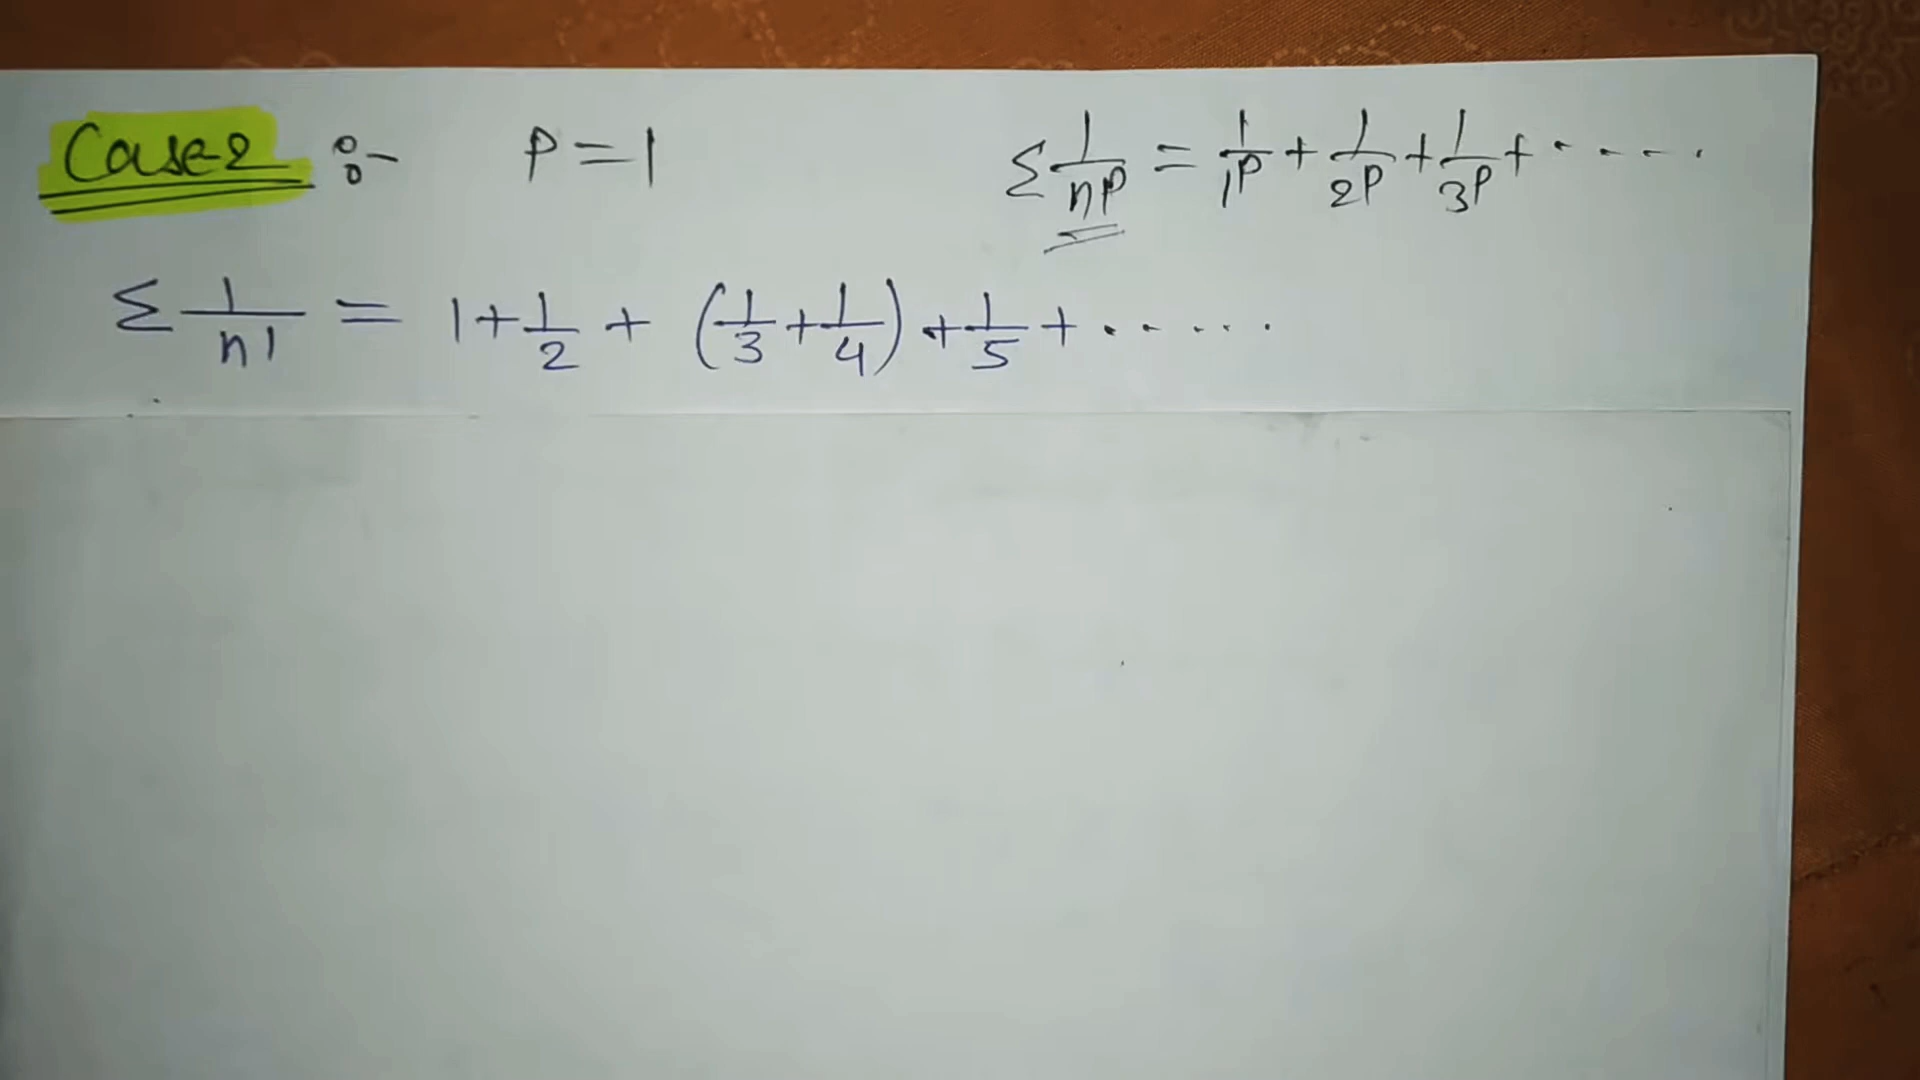 Case 2 :- P=1 Σ 1/n^p = 1/1^p + 1/2^p + 1/3^p + .....
Σ 1/n^1 = 1 + 1/2 + (1/3 + 1/4) + 1/5 + ......